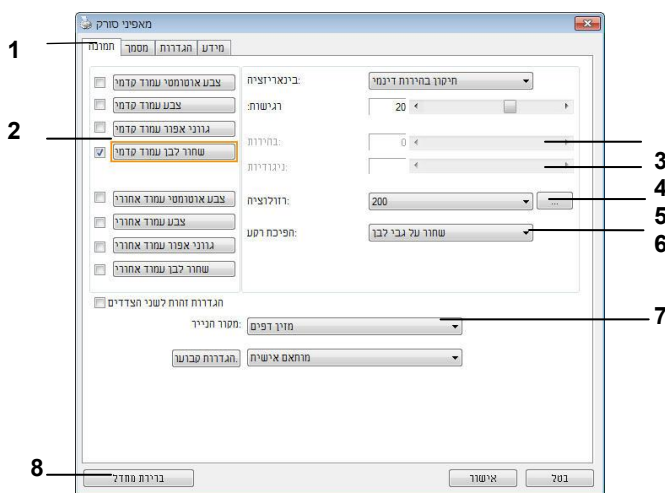 מאפיני סורק
תמונה מסמך הגדרות מידע
1
2
צבע אוטומטי עמוד קדמי
צבע עמוד קדמי
גווני אפור עמוד קדמי
שחור לבן עמוד קדמי
צבע אוטומטי עמוד אחורי
צבע עמוד אחורי
גווני אפור עמוד אחורי
שחור לבן עמוד אחורי
בינאריזציה: תיקון בהירות דינמי
רגישות: 20
בהירות: 0
ניגודיות:
רזולוציה: 200 ...
הפיכת רקע: שחור על גבי לבן
3
4
5
6
הגדרות זהות לשני הצדדים
מקור הנייר: מזין דפים
7
הגדרות קבוער. מותאם אישית
8
ברירת מחדל אישור בטל